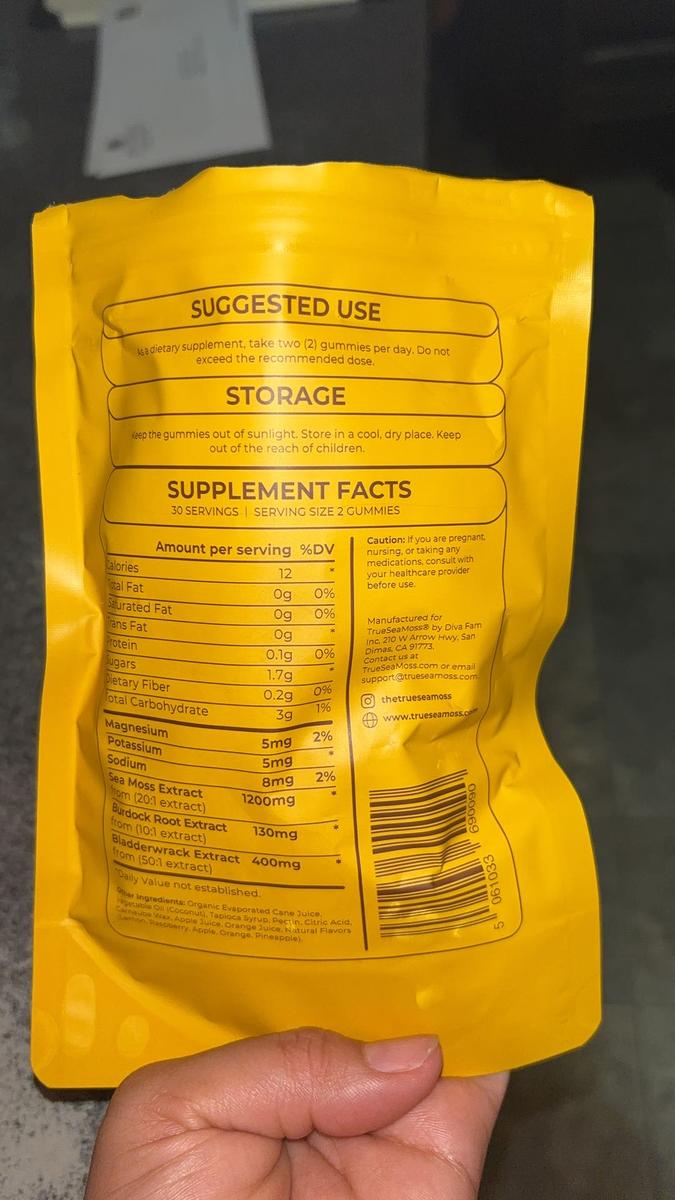 SUGGESTED USE
As a dietary supplement, take two (2) gummies per day. Do not
exceed the recommended dose.
STORAGE
Keep the gummies out of sunlight. Store in a cool, dry place. Keep
out of the reach of children.
SUPPLEMENT FACTS
30 SERVINGS | SERVING SIZE 2 GUMMIES
Amount per serving %DV
Calories 12 *
Total Fat 0g 0%
Saturated Fat 0g 0%
Trans Fat 0g *
Protein 0.1g 0%
Sugars 1.7g *
Dietary Fiber 0.2g 0%
Total Carbohydrate 3g 1%
Magnesium 5mg 2%
Potassium 5mg *
Sodium 8mg 2%
Sea Moss Extract 1200mg *
from (20:1 extract)
Burdock Root Extract 130mg *
from (10:1 extract)
Bladderwrack Extract 400mg *
from (50:1 extract)
*Daily Value not established.
Other Ingredients: Organic Evaporated Cane Juice,
Vegetable Oil (Coconut), Tapioca Syrup, Pectin, Citric Acid,
Carnauba Wax, Apple Juice, Orange Juice, Natural Flavors
(Lemon, Raspberry, Apple, Orange, Pineapple).
Caution: If you are pregnant,
nursing, or taking any
medications, consult with
your healthcare provider
before use.
Manufactured for
TrueSeaMoss® by Diva Fam
Inc, 210 W Arrow Hwy, San
Dimas, CA 91773.
Contact us at
TrueSeaMoss.com or email
support@trueseamoss.com
thetrueseamoss
www.trueseamoss.com
5 061033 690090